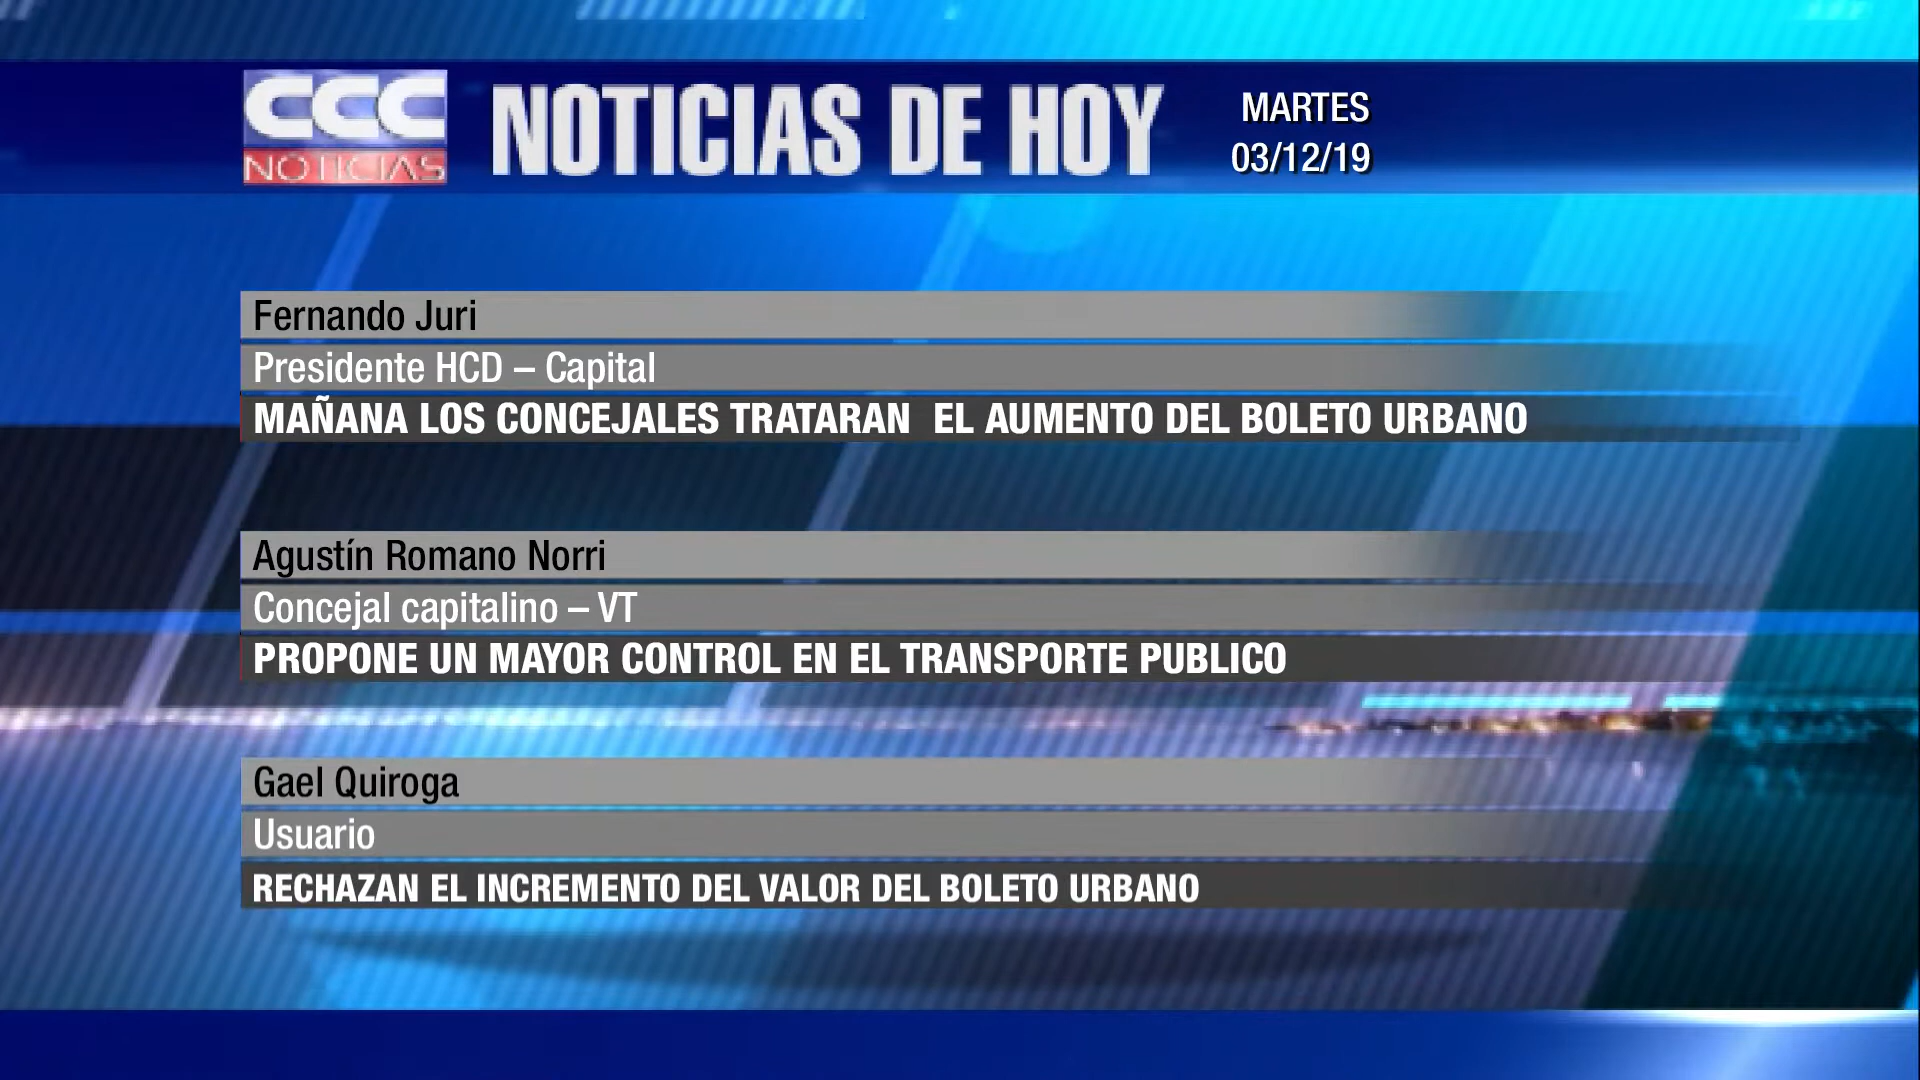 CCC
NOTICIAS
NOTICIAS DE HOY
MARTES
03/12/19
Fernando Juri
Presidente HCD – Capital
MAÑANA LOS CONCEJALES TRATARAN  EL AUMENTO DEL BOLETO URBANO
Agustín Romano Norri
Concejal capitalino – VT
PROPONE UN MAYOR CONTROL EN EL TRANSPORTE PUBLICO
Gael Quiroga
Usuario
RECHAZAN EL INCREMENTO DEL VALOR DEL BOLETO URBANO